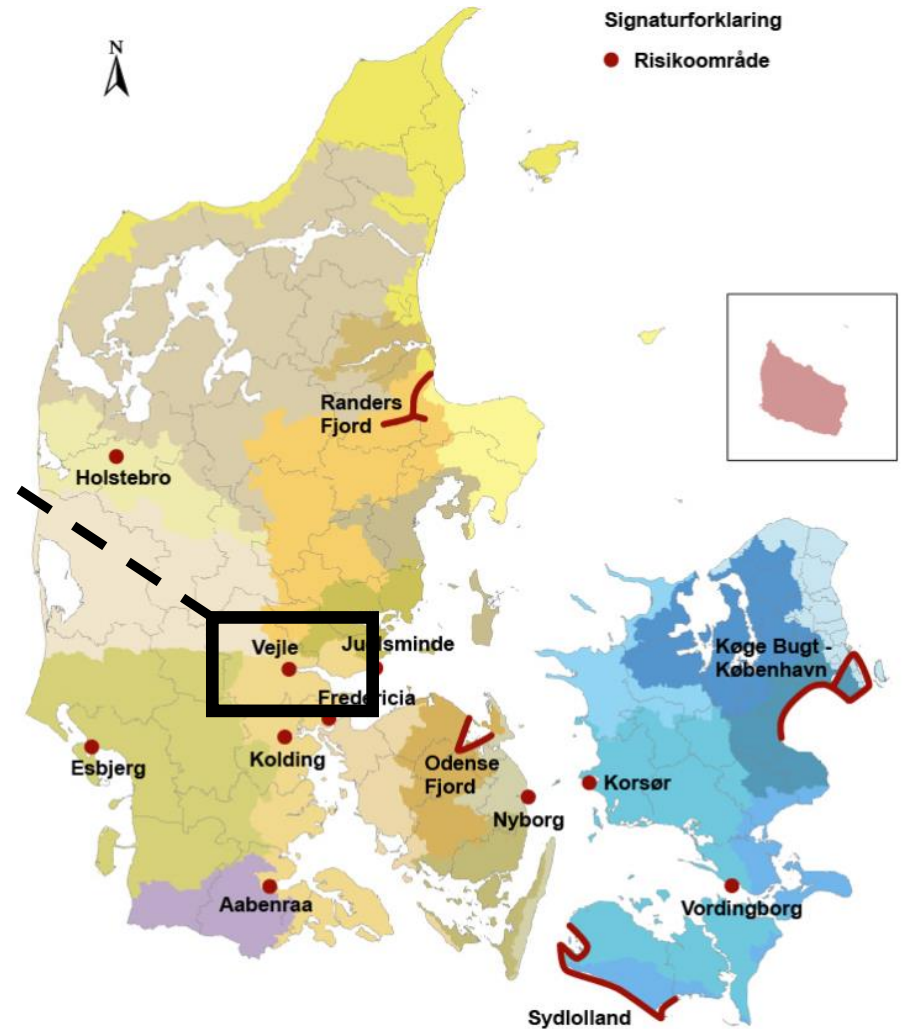 Signaturforklaring
N
Risikoområde
Randers
Fjord
Holstebro
Vejle
Juelsminde
Køge Bugt -
København
Fredericia
Esbjerg
Kolding
Odense
Fjord
Korsør
Nyborg
Aabenraa
Vordingborg
Sydlolland